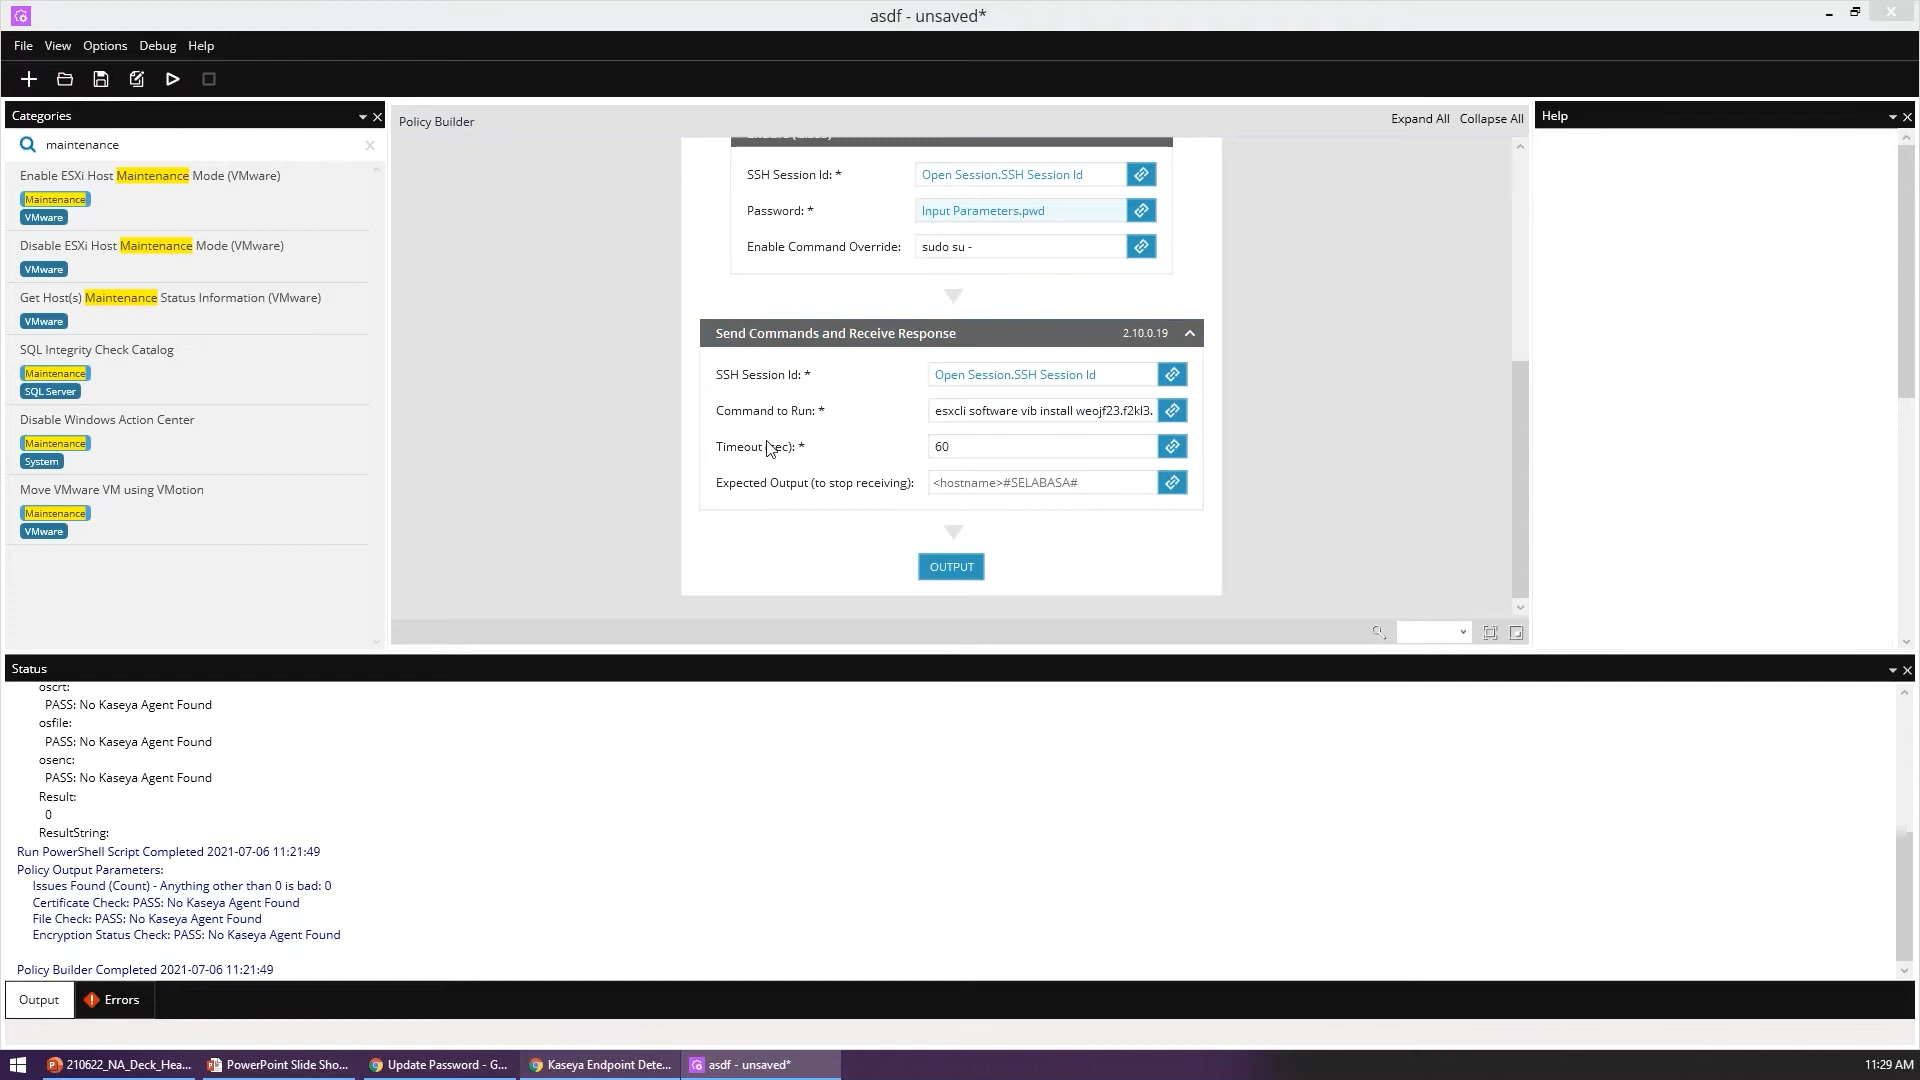 asdf - unsaved*
File View Options Debug Help
Categories
maintenance
Enable ESXi Host Maintenance Mode (VMware)
Maintenance
VMware
Disable ESXi Host Maintenance Mode (VMware)
VMware
Get Host(s) Maintenance Status Information (VMware)
VMware
SQL Integrity Check Catalog
Maintenance
SQL Server
Disable Windows Action Center
Maintenance
System
Move VMware VM using VMotion
Maintenance
VMware
Policy Builder
Expand All Collapse All
SSH Session Id: * Open Session.SSH Session Id
Password: * Input Parameters.pwd
Enable Command Override: sudo su -
Send Commands and Receive Response 2.10.0.19
SSH Session Id: * Open Session.SSH Session Id
Command to Run: * esxcli software vib install weojf23.f2kl3.
Timeout ec): * 60
Expected Output (to stop receiving): <hostname>#SELABASA#
OUTPUT
Help
Status
oscrt:
PASS: No Kaseya Agent Found
osfile:
PASS: No Kaseya Agent Found
osenc:
PASS: No Kaseya Agent Found
Result:
0
ResultString:
Run PowerShell Script Completed 2021-07-06 11:21:49
Policy Output Parameters:
Issues Found (Count) - Anything other than 0 is bad: 0
Certificate Check: PASS: No Kaseya Agent Found
File Check: PASS: No Kaseya Agent Found
Encryption Status Check: PASS: No Kaseya Agent Found
Policy Builder Completed 2021-07-06 11:21:49
Output Errors
210622_NA_Deck_Hea... PowerPoint Slide Sho... Update Password - G... Kaseya Endpoint Dete... asdf - unsaved* 11:29 AM